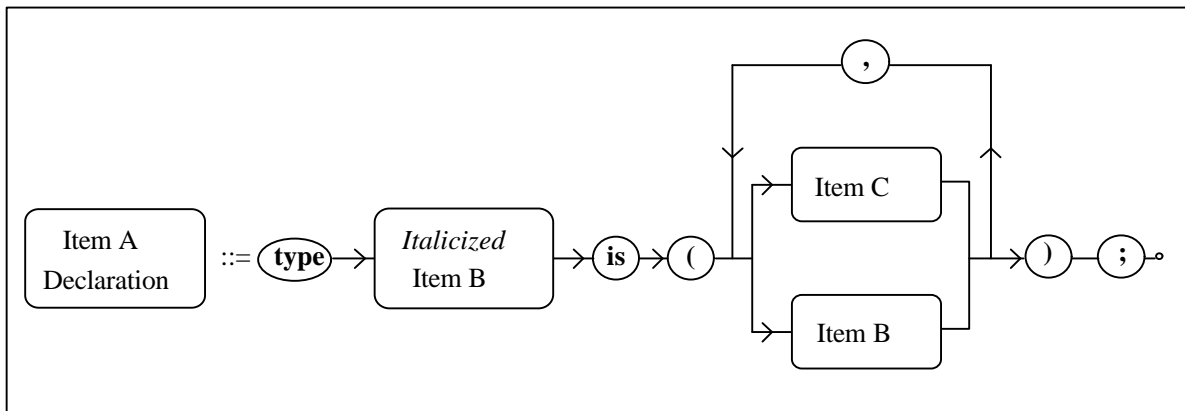 ,
Item C
Item A
Declaration
::= type
Italicized
Item B
is
(
)
;
Item B